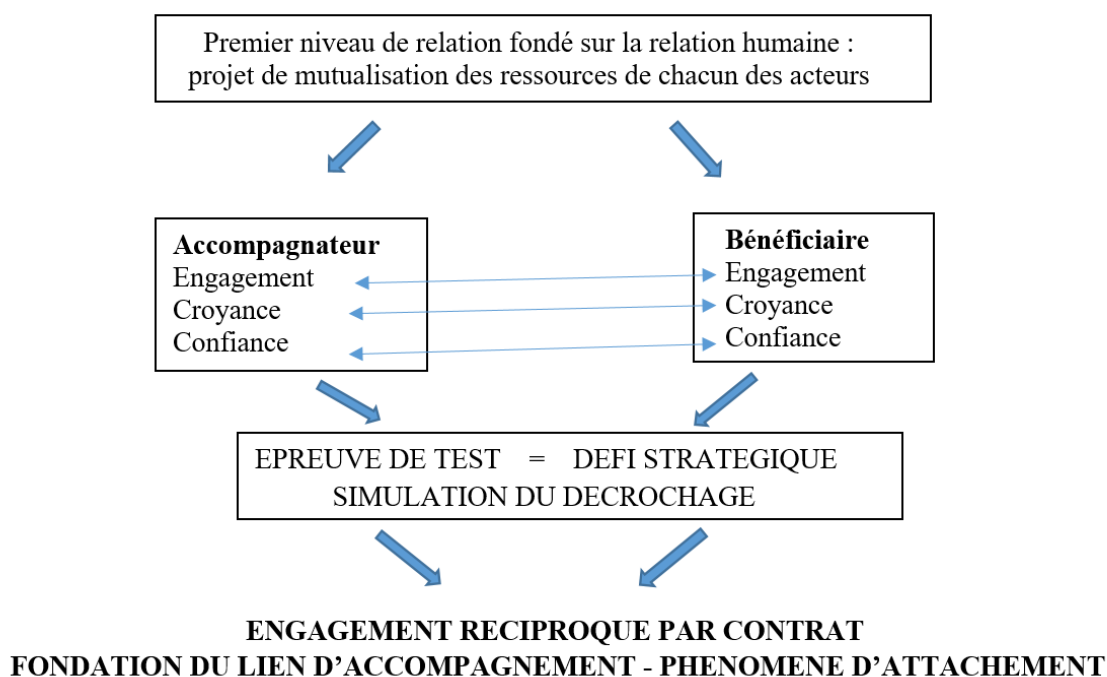 Premier niveau de relation fondé sur la relation humaine :
projet de mutualisation des ressources de chacun des acteurs
Accompagnateur
Engagement
Croyance
Confiance
Bénéficiaire
Engagement
Croyance
Confiance
EPREUVE DE TEST = DEFI STRATEGIQUE
SIMULATION DU DECROCHAGE
ENGAGEMENT RECIPROQUE PAR CONTRAT
FONDATION DU LIEN D’ACCOMPAGNEMENT - PHENOMENE D’ATTACHEMENT